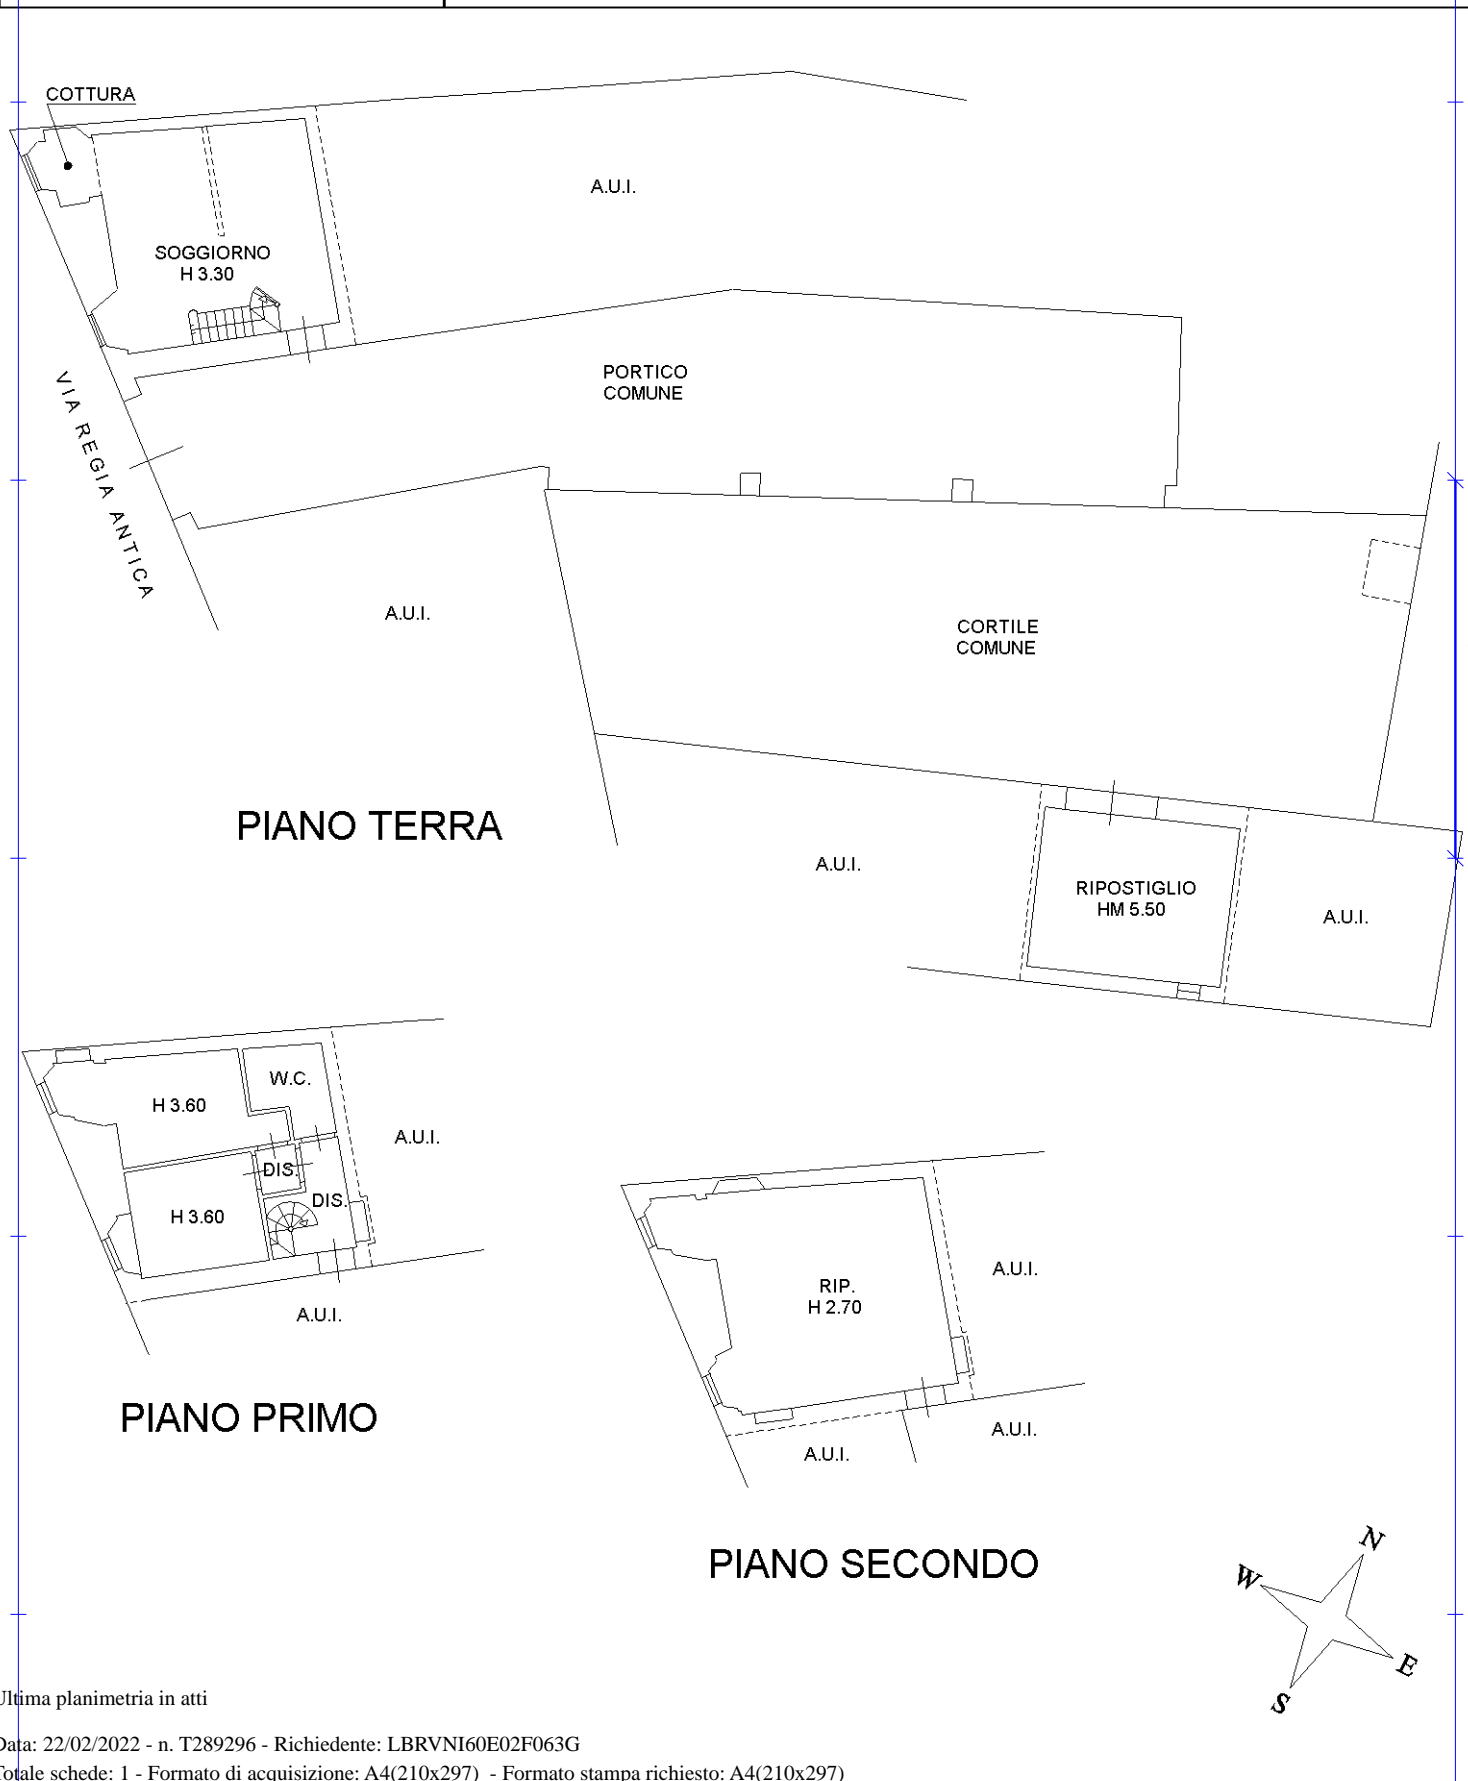 COTTURA
A.U.I.
SOGGIORNO
H 3.30
PORTICO
COMUNE
VIA REGIA ANTICA
A.U.I.
CORTILE
COMUNE
PIANO TERRA
A.U.I.
RIPOSTIGLIO
HM 5.50
A.U.I.
W.C.
H 3.60
A.U.I.
DIS.
DIS.
H 3.60
A.U.I.
PIANO PRIMO
A.U.I.
RIP.
H 2.70
A.U.I.
A.U.I.
PIANO SECONDO
N
W
E
S
Ultima planimetria in atti
Data: 22/02/2022 - n. T289296 - Richiedente: LBRVNI60E02F063G
Totale schede: 1 - Formato di acquisizione: A4(210x297) - Formato stampa richiesto: A4(210x297)